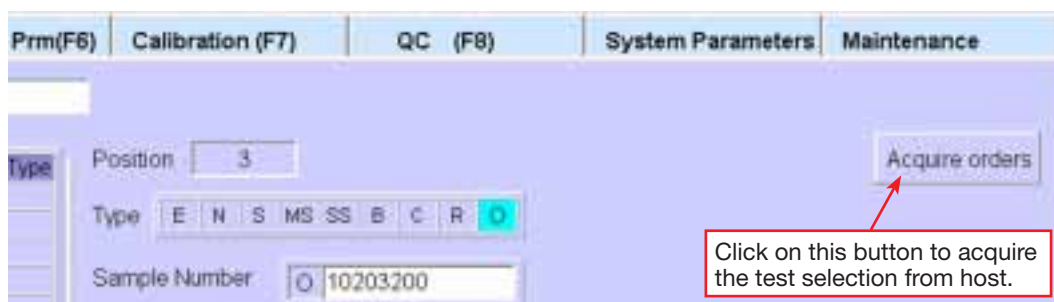 Prm(F6) Calibration (F7) QC (F8) System Parameters Maintenance
Type Position 3 Acquire orders
Type E N S MS SS B C R O
Click on this button to acquire
the test selection from host.
Sample Number O 10203200